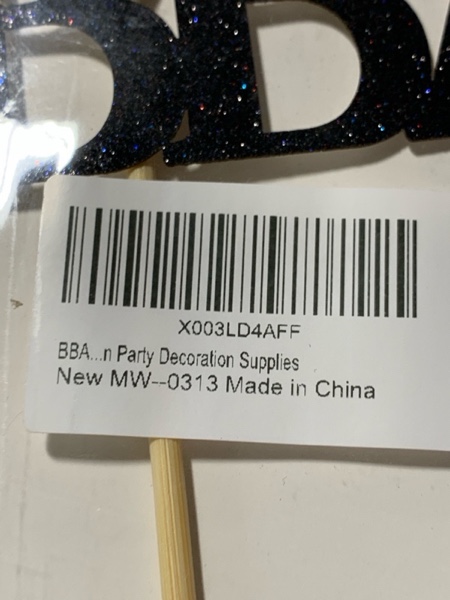 X003LD4AFF
BBA...n Party Decoration Supplies
New MW--0313 Made in China